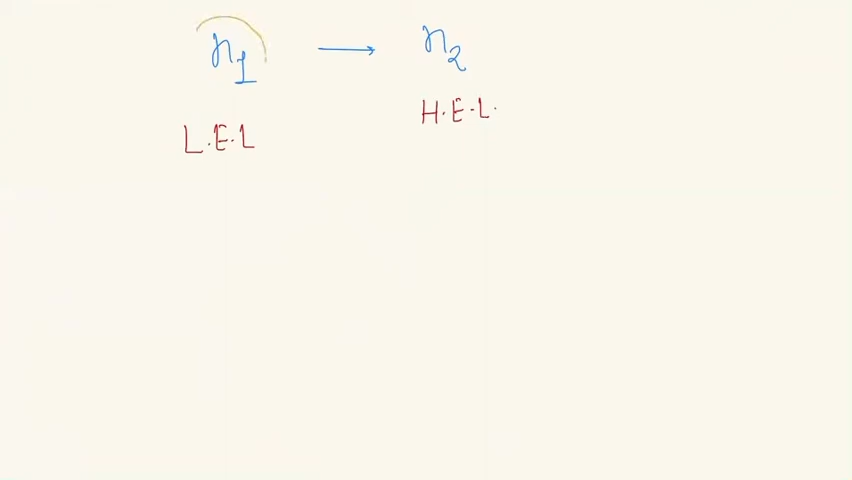 n₁ → n₂
H.E.L.
L.E.L